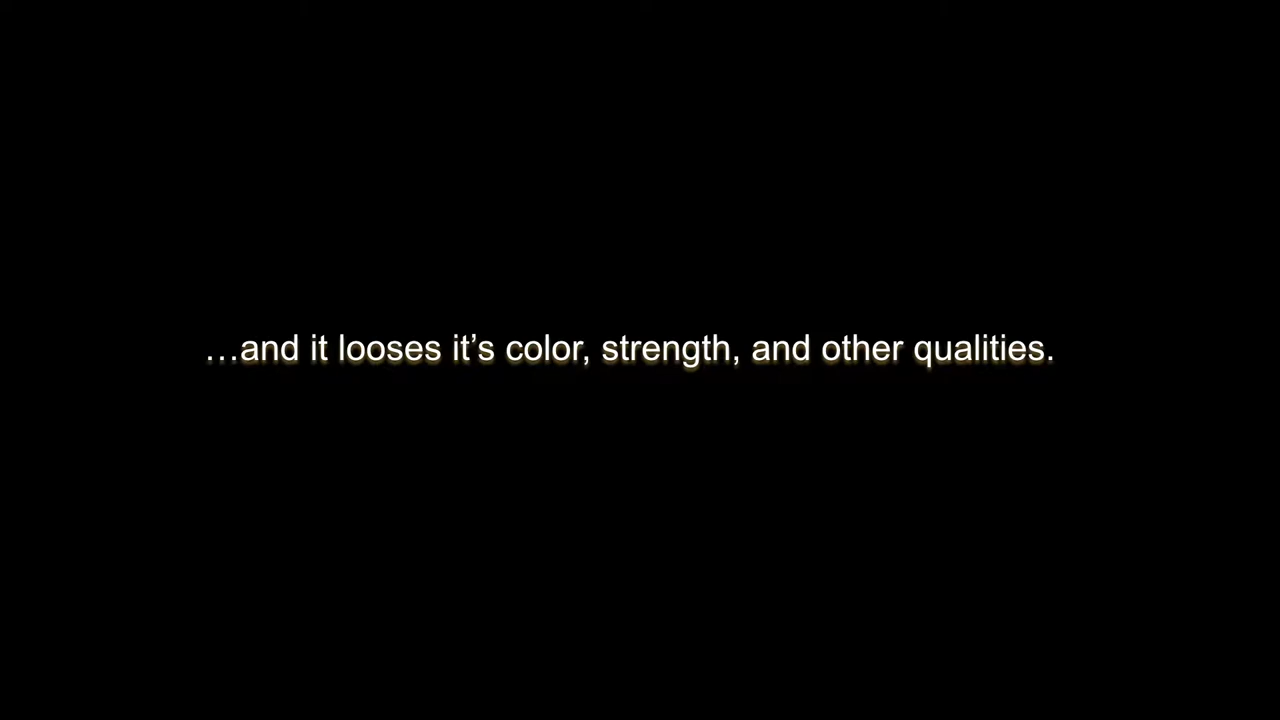 …and it looses it’s color, strength, and other qualities.